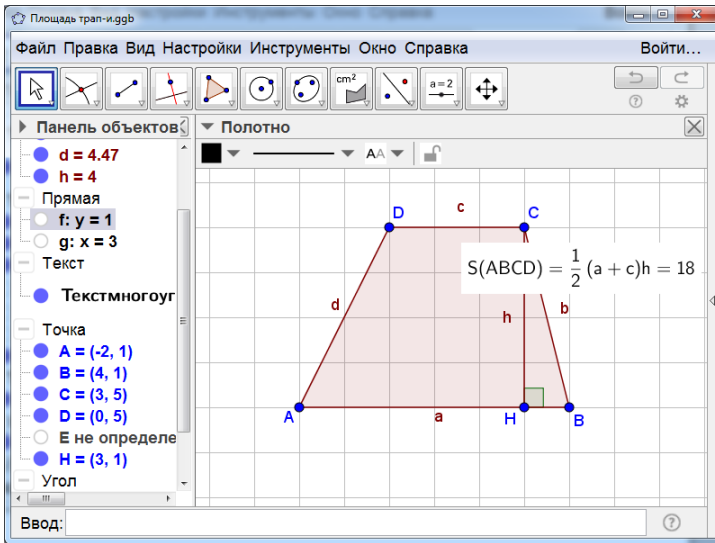 Площадь трап-и.ggb
Файл Правка Вид Настройки Инструменты Окно Справка Войти...
cm²
a=2
Панель объектов
Полотно
AA
d = 4.47
h = 4
Прямая
f: y = 1
g: x = 3
Текст
Текстмногоуг
Точка
A = (-2, 1)
B = (4, 1)
C = (3, 5)
D = (0, 5)
E не определе
H = (3, 1)
Угол
D
c
C
S(ABCD) = 1/2 (a + c)h = 18
d
h
b
A
a
H
B
Ввод: